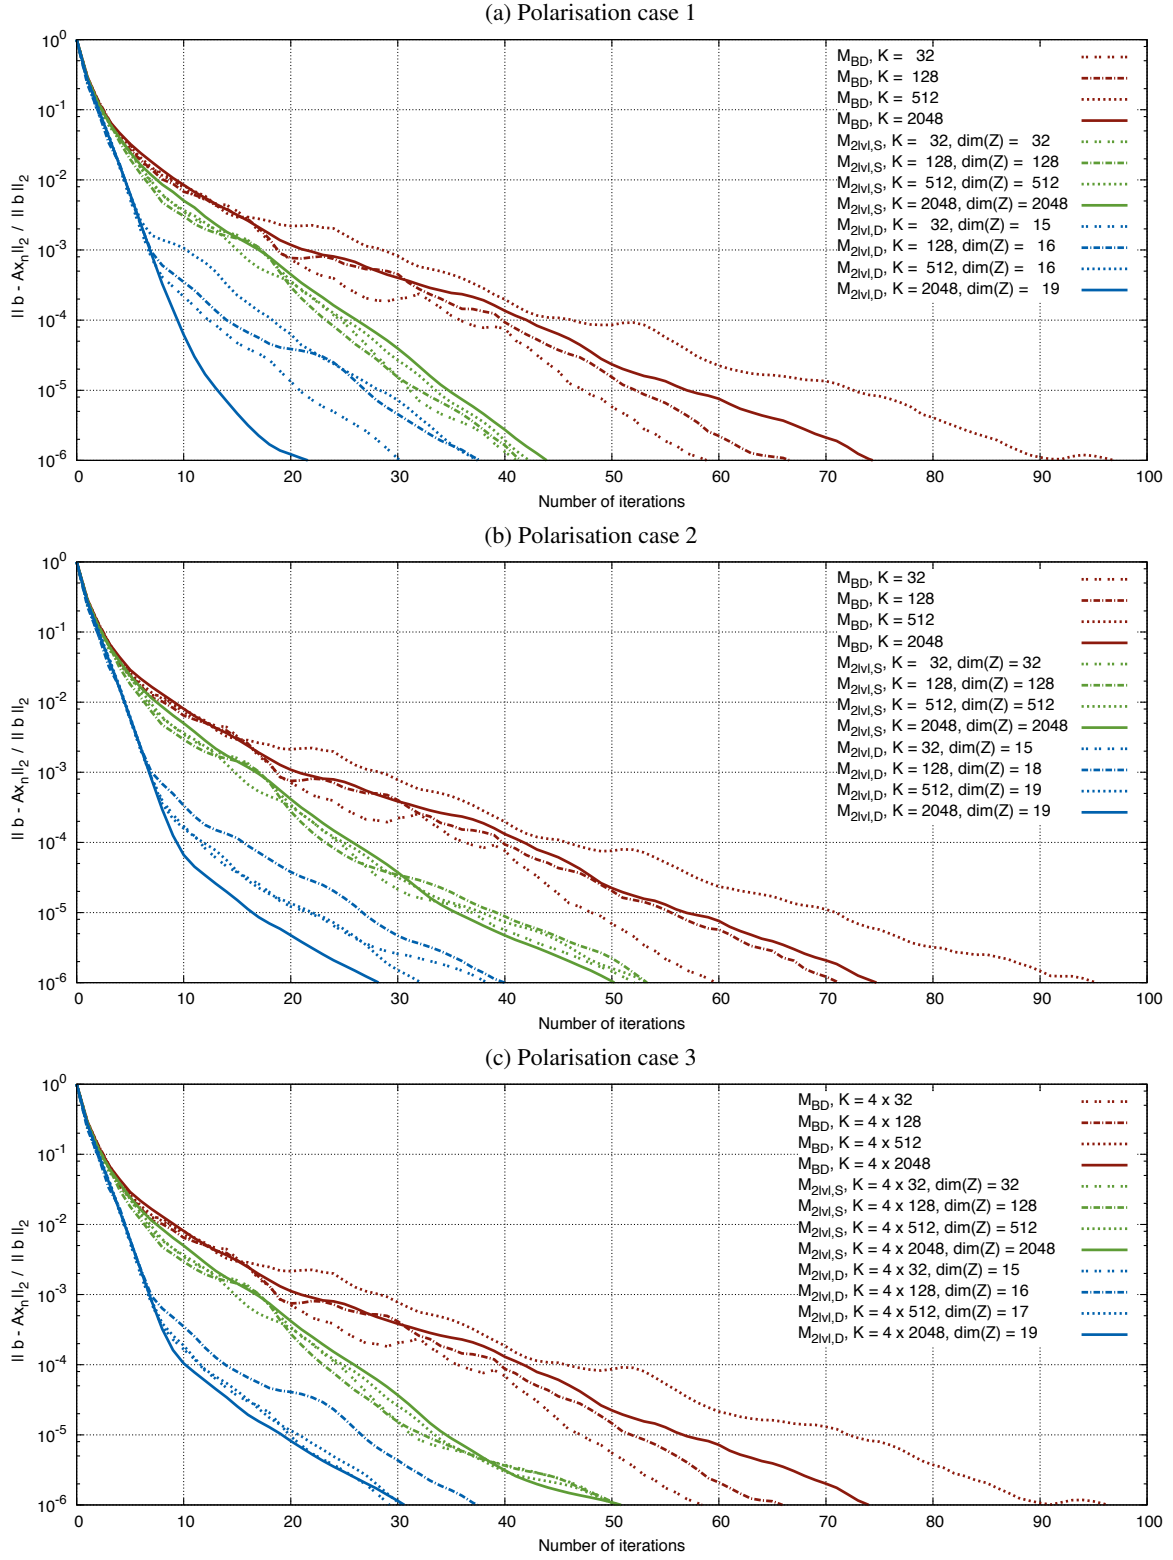 (a) Polarisation case 1
|| b - Ax_n ||_2 / || b ||_2
10^0
10^-1
10^-2
10^-3
10^-4
10^-5
10^-6
M_BD, K = 32
M_BD, K = 128
M_BD, K = 512
M_BD, K = 2048
M_2lvl,S, K = 32, dim(Z) = 32
M_2lvl,S, K = 128, dim(Z) = 128
M_2lvl,S, K = 512, dim(Z) = 512
M_2lvl,S, K = 2048, dim(Z) = 2048
M_2lvl,D, K = 32, dim(Z) = 15
M_2lvl,D, K = 128, dim(Z) = 16
M_2lvl,D, K = 512, dim(Z) = 16
M_2lvl,D, K = 2048, dim(Z) = 19
0 10 20 30 40 50 60 70 80 90 100
Number of iterations
(b) Polarisation case 2
|| b - Ax_n ||_2 / || b ||_2
10^0
10^-1
10^-2
10^-3
10^-4
10^-5
10^-6
M_BD, K = 32
M_BD, K = 128
M_BD, K = 512
M_BD, K = 2048
M_2lvl,S, K = 32, dim(Z) = 32
M_2lvl,S, K = 128, dim(Z) = 128
M_2lvl,S, K = 512, dim(Z) = 512
M_2lvl,S, K = 2048, dim(Z) = 2048
M_2lvl,D, K = 32, dim(Z) = 15
M_2lvl,D, K = 128, dim(Z) = 18
M_2lvl,D, K = 512, dim(Z) = 19
M_2lvl,D, K = 2048, dim(Z) = 19
0 10 20 30 40 50 60 70 80 90 100
Number of iterations
(c) Polarisation case 3
|| b - Ax_n ||_2 / || b ||_2
10^0
10^-1
10^-2
10^-3
10^-4
10^-5
10^-6
M_BD, K = 4 x 32
M_BD, K = 4 x 128
M_BD, K = 4 x 512
M_BD, K = 4 x 2048
M_2lvl,S, K = 4 x 32, dim(Z) = 32
M_2lvl,S, K = 4 x 128, dim(Z) = 128
M_2lvl,S, K = 4 x 512, dim(Z) = 512
M_2lvl,S, K = 4 x 2048, dim(Z) = 2048
M_2lvl,D, K = 4 x 32, dim(Z) = 15
M_2lvl,D, K = 4 x 128, dim(Z) = 16
M_2lvl,D, K = 4 x 512, dim(Z) = 17
M_2lvl,D, K = 4 x 2048, dim(Z) = 19
0 10 20 30 40 50 60 70 80 90 100
Number of iterations